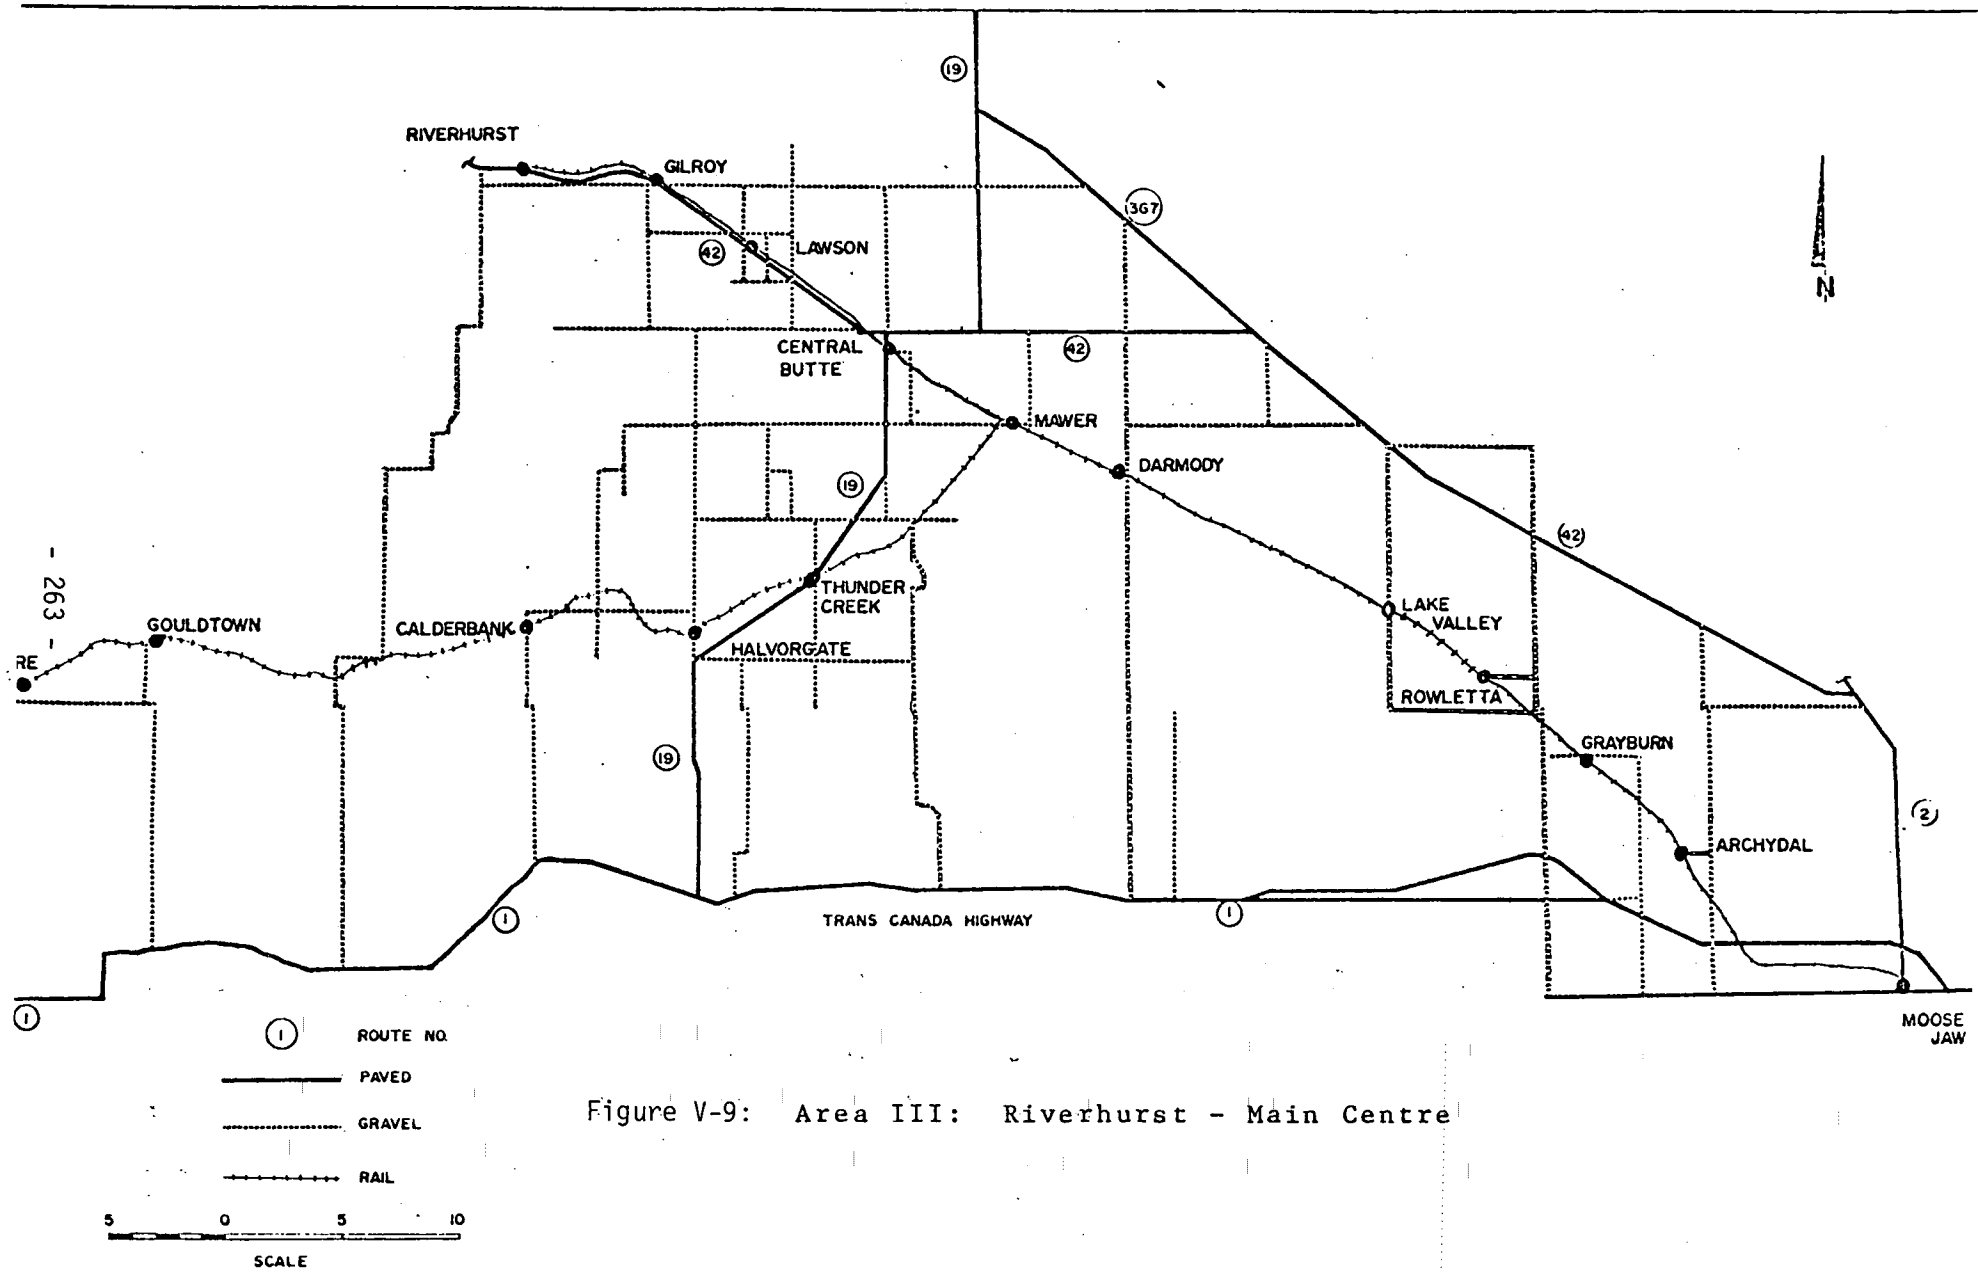 19
RIVERHURST
GILROY
367
42
LAWSON
N
CENTRAL
BUTTE
42
MAWER
DARMODY
19
42
- 263 -
THUNDER
CREEK
LAKE
VALLEY
GOULDTOWN
CALDERBANK
HALVORGATE
RE
ROWLETTA
GRAYBURN
19
2
ARCHYDAL
1
TRANS CANADA HIGHWAY
1
1
MOOSE
JAW
1 ROUTE NO.
PAVED
GRAVEL
RAIL
Figure V-9: Area III: Riverhurst - Main Centre
5 0 5 10
SCALE